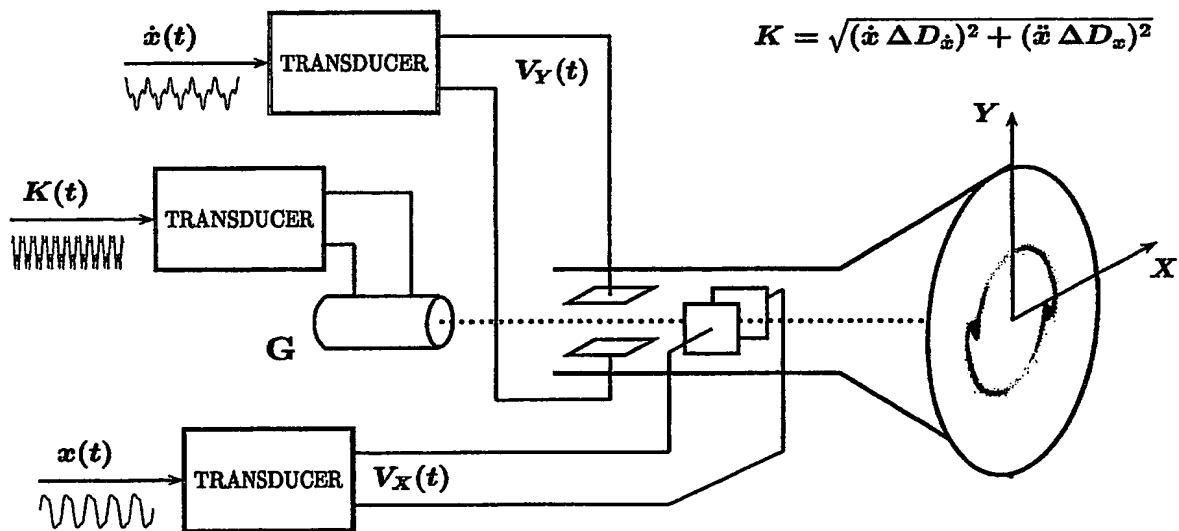 ẋ(t)
TRANSDUCER
V_Y(t)
K = √((ẋ ΔD_ẋ)² + (ẍ ΔD_x)²)
Y
K(t)
TRANSDUCER
X
G
x(t)
TRANSDUCER
V_X(t)